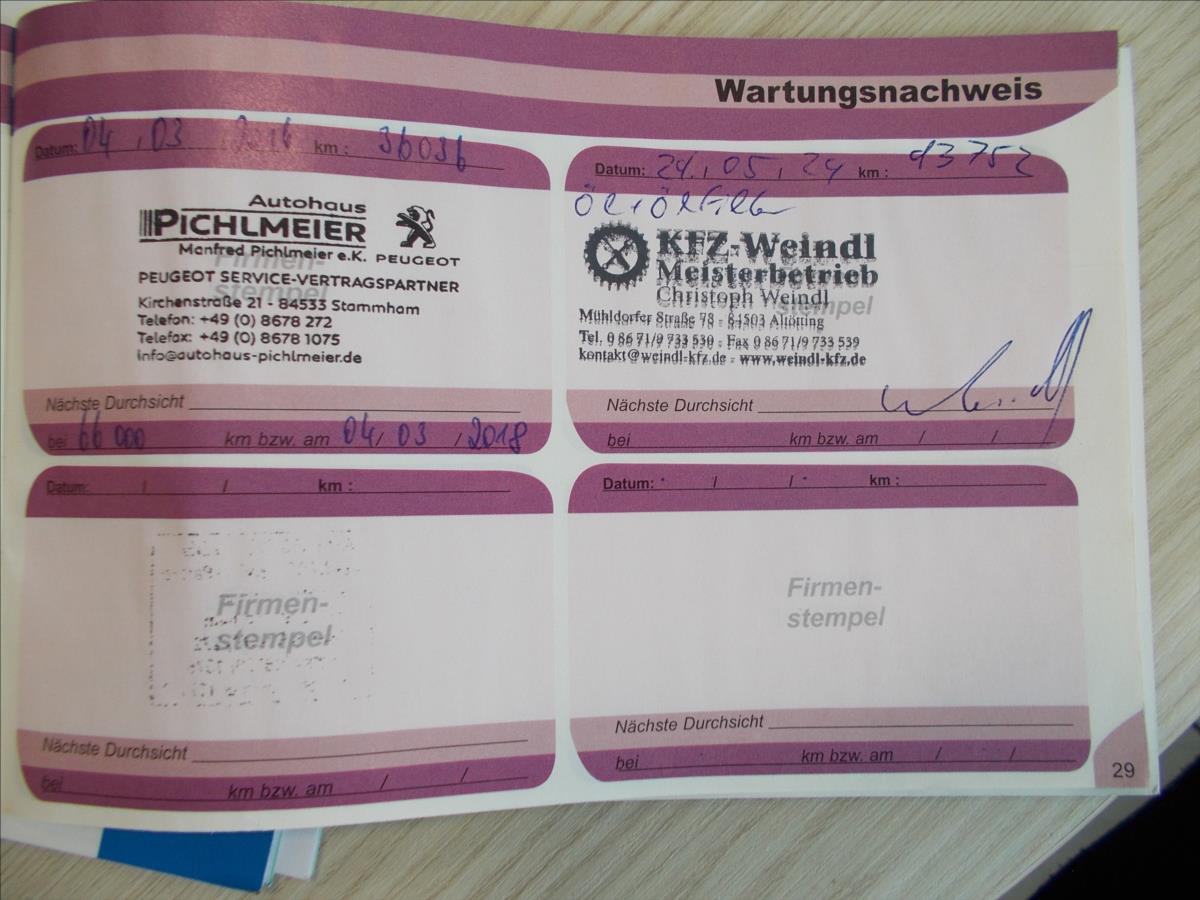 Wartungsnachweis
Datum: 04 / 03 / 2016 km : 36036
Autohaus
PICHLMEIER
Manfred Pichlmeier e.K. PEUGEOT
Firmen-
stempel
PEUGEOT SERVICE-VERTRAGSPARTNER
Kirchenstraße 21 - 84533 Stammham
Telefon: +49 (0) 8678 272
Telefax: +49 (0) 8678 1075
info@autohaus-pichlmeier.de
Nächste Durchsicht
bei 66 000 km bzw. am 04/ 03 / 2018
Datum: 24. / 05 / 24 km : 93752
Öl + Ölfilter
KFZ-Weindl
Meisterbetrieb
Christoph Weindl
stempel
Mühldorfer Straße 78 - 84503 Altötting
Tel. 0 86 71/9 733 530 - Fax 0 86 71/9 733 539
kontakt@weindl-kfz.de - www.weindl-kfz.de
Nächste Durchsicht
bei km bzw. am / /
Datum: / / km :
Firmen-
stempel
Nächste Durchsicht
bei km bzw. am / /
Datum: / / km :
Firmen-
stempel
Nächste Durchsicht
bei km bzw. am / /
29